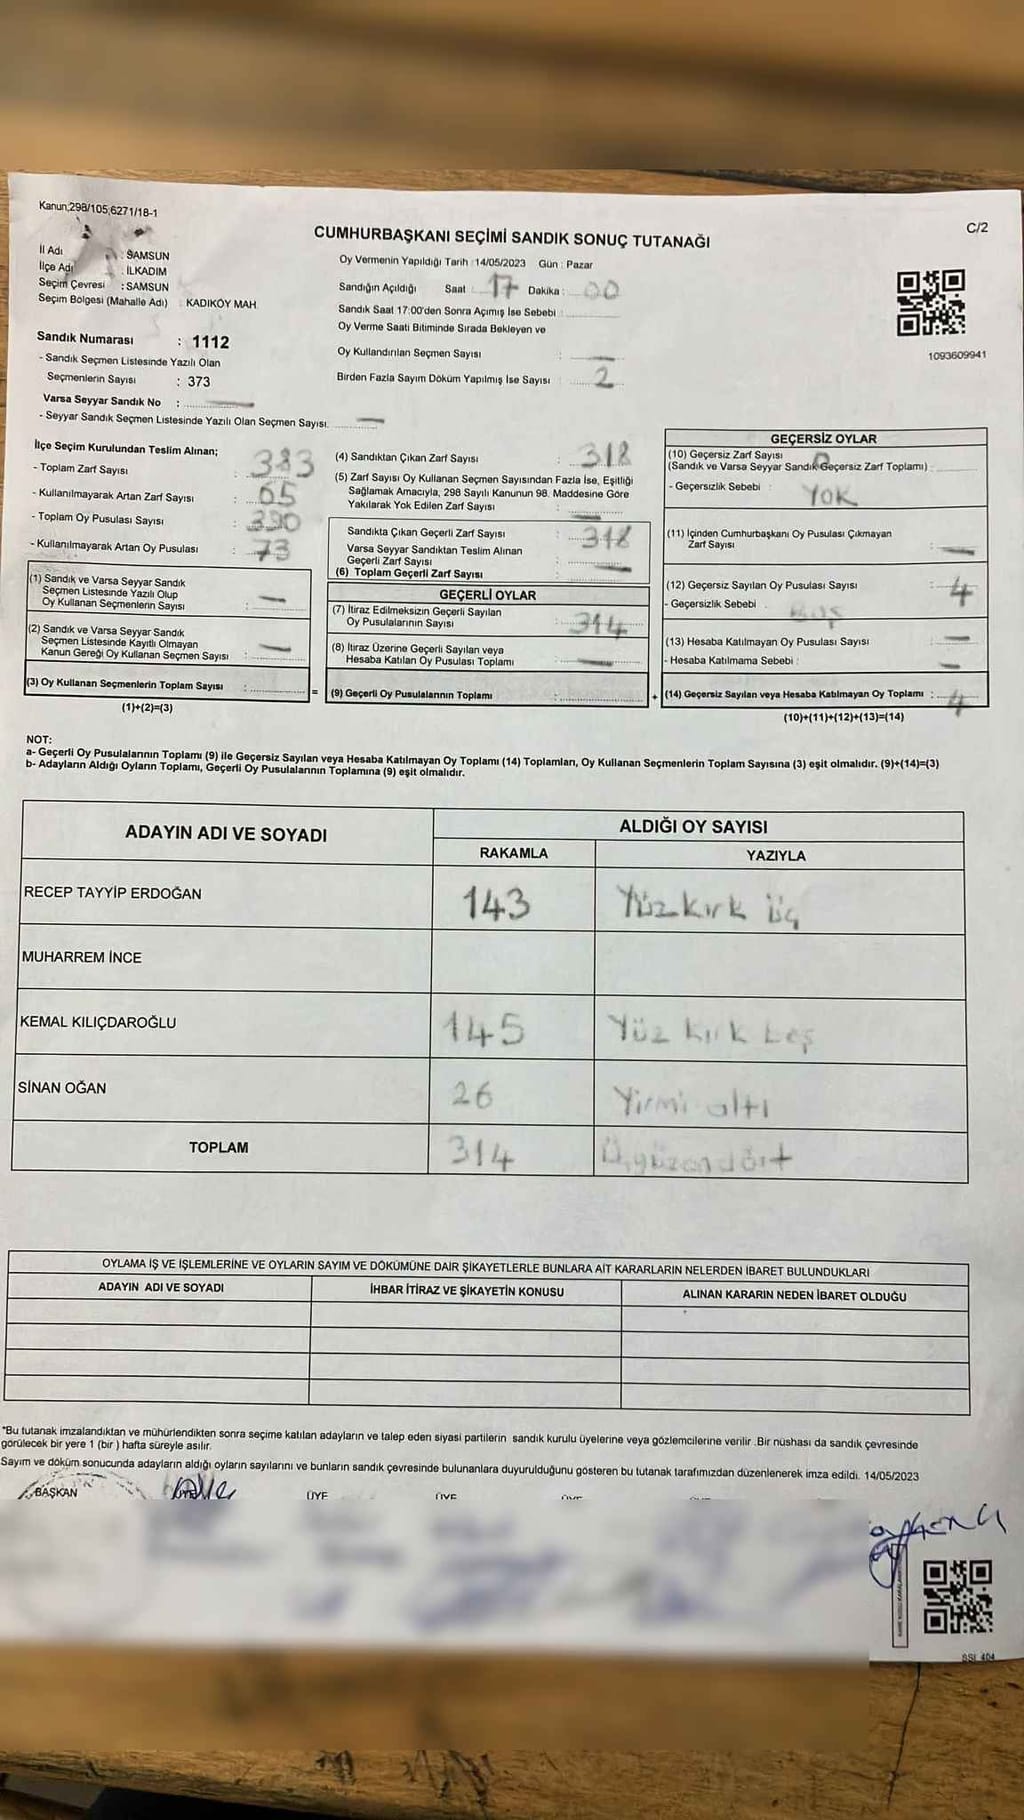 Kanun;298/105;6271/18-1
C/2
CUMHURBAŞKANI SEÇİMİ SANDIK SONUÇ TUTANAĞI
İl Adı : SAMSUN
İlçe Adı : İLKADIM
Seçim Çevresi : SAMSUN
Seçim Bölgesi (Mahalle Adı) : KADIKÖY MAH.
Oy Vermenin Yapıldığı Tarih : 14/05/2023 Gün : Pazar
Sandığın Açıldığı Saat : 17 Dakika : 00
Sandık Saat 17:00'den Sonra Açımış İse Sebebi :
Oy Verme Saati Bitiminde Sırada Bekleyen ve
Oy Kullandırılan Seçmen Sayısı : —
Birden Fazla Sayım Döküm Yapılmış İse Sayısı : 2
1093609941
Sandık Numarası : 1112
- Sandık Seçmen Listesinde Yazılı Olan
Seçmenlerin Sayısı : 373
Varsa Seyyar Sandık No : —
- Seyyar Sandık Seçmen Listesinde Yazılı Olan Seçmen Sayısı. —
İlçe Seçim Kurulundan Teslim Alınan;
- Toplam Zarf Sayısı : 383
- Kullanılmayarak Artan Zarf Sayısı : 65
- Toplam Oy Pusulası Sayısı : 390
- Kullanılmayarak Artan Oy Pusulası : 73
(1) Sandık ve Varsa Seyyar Sandık
Seçmen Listesinde Yazılı Olup
Oy Kullanan Seçmenlerin Sayısı : —
(2) Sandık ve Varsa Seyyar Sandık
Seçmen Listesinde Kayıtlı Olmayan
Kanun Gereği Oy Kullanan Seçmen Sayısı : —
(3) Oy Kullanan Seçmenlerin Toplam Sayısı :
(1)+(2)=(3)
(4) Sandıktan Çıkan Zarf Sayısı : 318
(5) Zarf Sayısı Oy Kullanan Seçmen Sayısından Fazla İse, Eşitliği
Sağlamak Amacıyla, 298 Sayılı Kanunun 98. Maddesine Göre
Yakılarak Yok Edilen Zarf Sayısı : —
Sandıkta Çıkan Geçerli Zarf Sayısı : 318
Varsa Seyyar Sandıktan Teslim Alınan
Geçerli Zarf Sayısı :
(6) Toplam Geçerli Zarf Sayısı : —
GEÇERLİ OYLAR
(7) İtiraz Edilmeksizin Geçerli Sayılan
Oy Pusulalarının Sayısı : 314
(8) İtiraz Üzerine Geçerli Sayılan veya
Hesaba Katılan Oy Pusulası Toplamı : —
= (9) Geçerli Oy Pusulalarının Toplamı :
GEÇERSİZ OYLAR
(10) Geçersiz Zarf Sayısı
(Sandık ve Varsa Seyyar Sandık Geçersiz Zarf Toplamı) :
- Geçersizlik Sebebi : YOK
(11) İçinden Cumhurbaşkanı Oy Pusulası Çıkmayan
Zarf Sayısı : —
(12) Geçersiz Sayılan Oy Pusulası Sayısı : 4
- Geçersizlik Sebebi :
(13) Hesaba Katılmayan Oy Pusulası Sayısı : —
- Hesaba Katılmama Sebebi : —
+ (14) Geçersiz Sayılan veya Hesaba Katılmayan Oy Toplamı : 4
(10)+(11)+(12)+(13)=(14)
NOT:
a- Geçerli Oy Pusulalarının Toplamı (9) ile Geçersiz Sayılan veya Hesaba Katılmayan Oy Toplamı (14) Toplamları, Oy Kullanan Seçmenlerin Toplam Sayısına (3) eşit olmalıdır. (9)+(14)=(3)
b- Adayların Aldığı Oyların Toplamı, Geçerli Oy Pusulalarının Toplamına (9) eşit olmalıdır.
ADAYIN ADI VE SOYADI
ALDIĞI OY SAYISI
RAKAMLA YAZIYLA
RECEP TAYYİP ERDOĞAN 143 Yüzkırk üç
MUHARREM İNCE
KEMAL KILIÇDAROĞLU 145 Yüz kırk beş
SİNAN OĞAN 26 Yirmi altı
TOPLAM 314 Üçyüzondört
OYLAMA İŞ VE İŞLEMLERİNE VE OYLARIN SAYIM VE DÖKÜMÜNE DAİR ŞİKAYETLERLE BUNLARA AİT KARARLARIN NELERDEN İBARET BULUNDUKLARI
ADAYIN ADI VE SOYADI İHBAR İTİRAZ VE ŞİKAYETİN KONUSU ALINAN KARARIN NEDEN İBARET OLDUĞU
*Bu tutanak imzalandıktan ve mühürlendikten sonra seçime katılan adayların ve talep eden siyasi partilerin sandık kurulu üyelerine veya gözlemcilerine verilir .Bir nüshası da sandık çevresinde
görülecek bir yere 1 (bir ) hafta süreyle asılır.
Sayım ve döküm sonucunda adayların aldığı oyların sayılarını ve bunların sandık çevresinde bulunanlara duyurulduğunu gösteren bu tutanak tarafımızdan düzenlenerek imza edildi. 14/05/2023
BAŞKAN ÜYE ÜYE
SSI_404